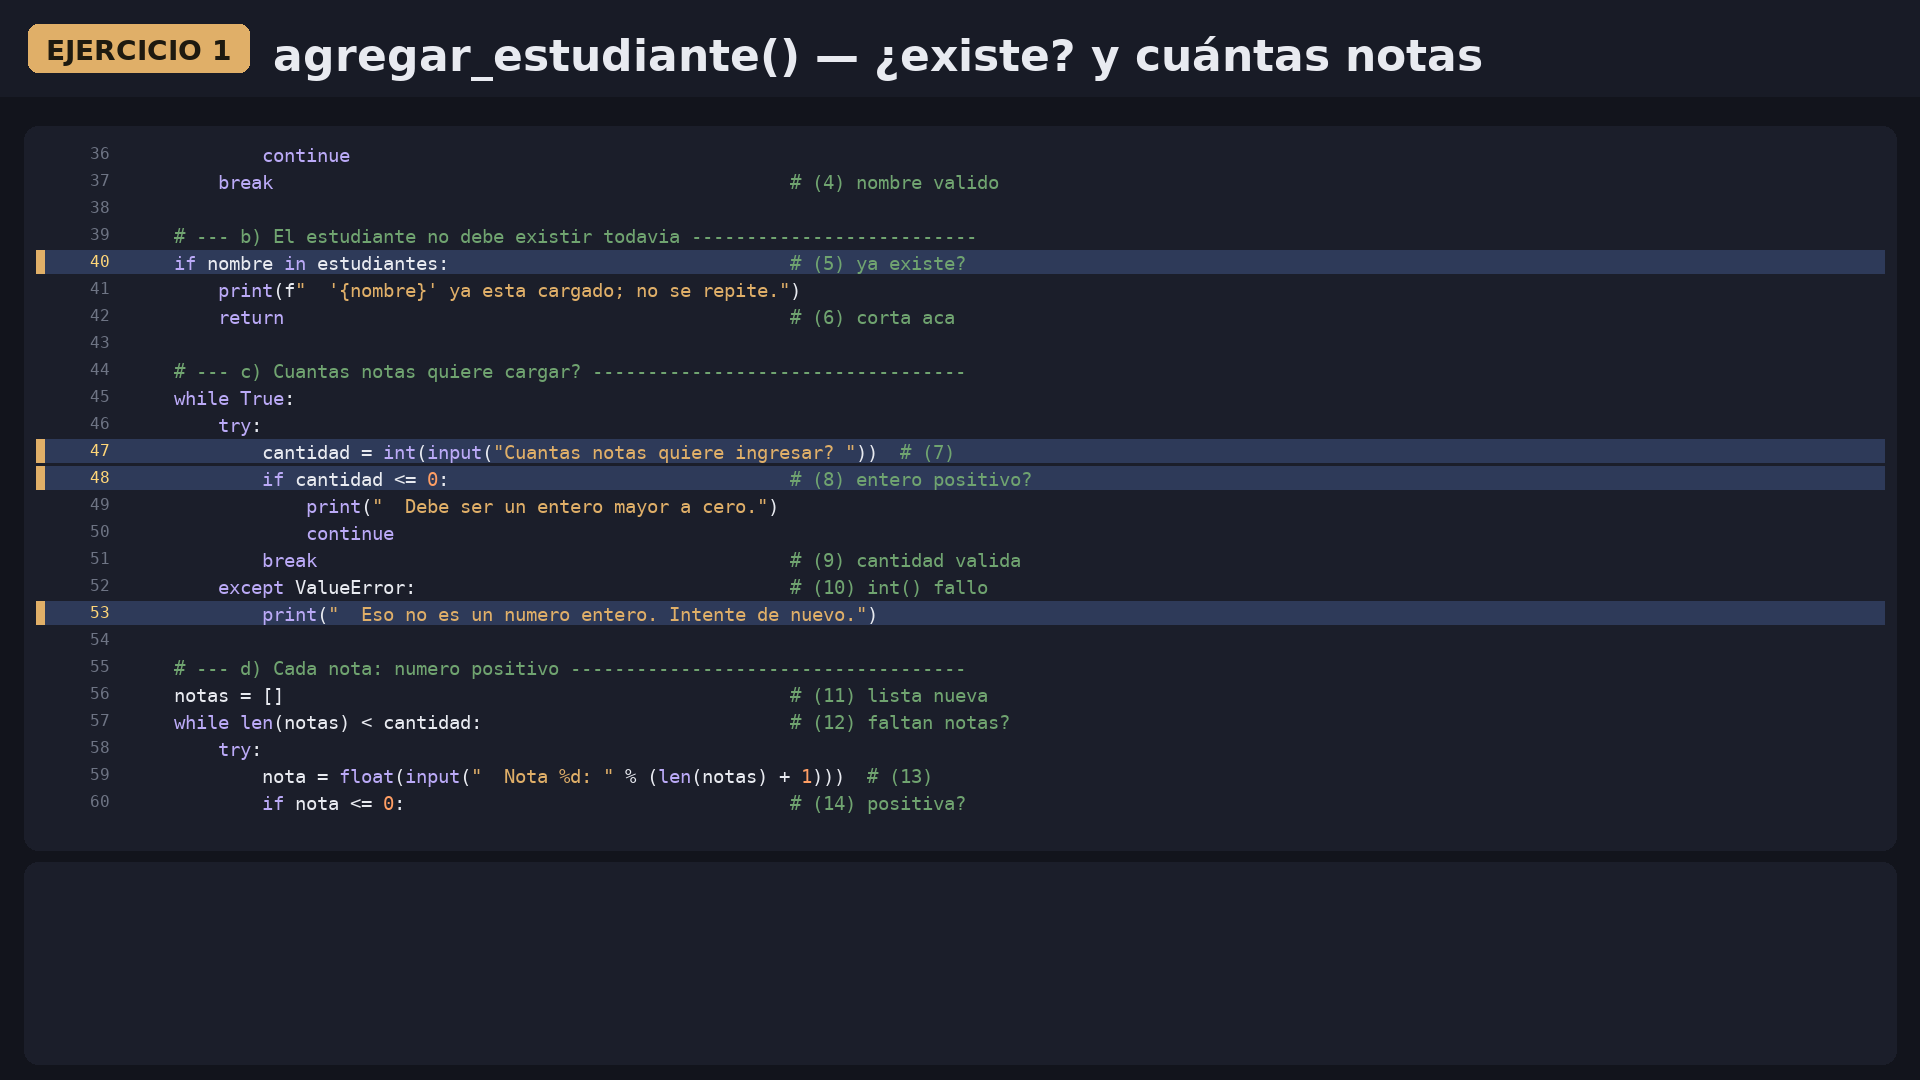 EJERCICIO 1 agregar_estudiante() — ¿existe? y cuántas notas
36             continue
37         break                                               # (4) nombre valido
38
39     # --- b) El estudiante no debe existir todavia --------------------------
40     if nombre in estudiantes:                               # (5) ya existe?
41         print(f"  '{nombre}' ya esta cargado; no se repite.")
42         return                                              # (6) corta aca
43
44     # --- c) Cuantas notas quiere cargar? ----------------------------------
45     while True:
46         try:
47             cantidad = int(input("Cuantas notas quiere ingresar? "))  # (7)
48             if cantidad <= 0:                               # (8) entero positivo?
49                 print("  Debe ser un entero mayor a cero.")
50                 continue
51             break                                           # (9) cantidad valida
52         except ValueError:                                  # (10) int() fallo
53             print("  Eso no es un numero entero. Intente de nuevo.")
54
55     # --- d) Cada nota: numero positivo ------------------------------------
56     notas = []                                              # (11) lista nueva
57     while len(notas) < cantidad:                            # (12) faltan notas?
58         try:
59             nota = float(input("  Nota %d: " % (len(notas) + 1)))  # (13)
60             if nota <= 0:                                   # (14) positiva?